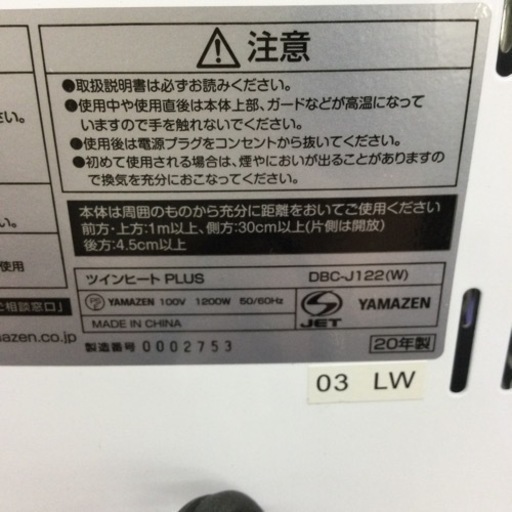 注意
●取扱説明書は必ずお読みください。
●使用中や使用直後は本体上部、ガードなどが高温になって
いますので手を触れないでください。
●使用後は電源プラグをコンセントから抜いてください。
●初めて使用される場合は、煙やにおいが出ることがありますの
で換気を充分におこなってください。
本体は周囲のものから充分に距離をおいてご使用ください
前方・上方:1m以上、側方:30cm以上(片側は開放)
後方:4.5cm以上
ツインヒート PLUS DBC-J122(W)
YAMAZEN 100V 1200W 50/60Hz
MADE IN CHINA
JET YAMAZEN
製造番号 0002753
20年製
03 LW
い。
い。
使用
相談窓口」
mazen.co.jp